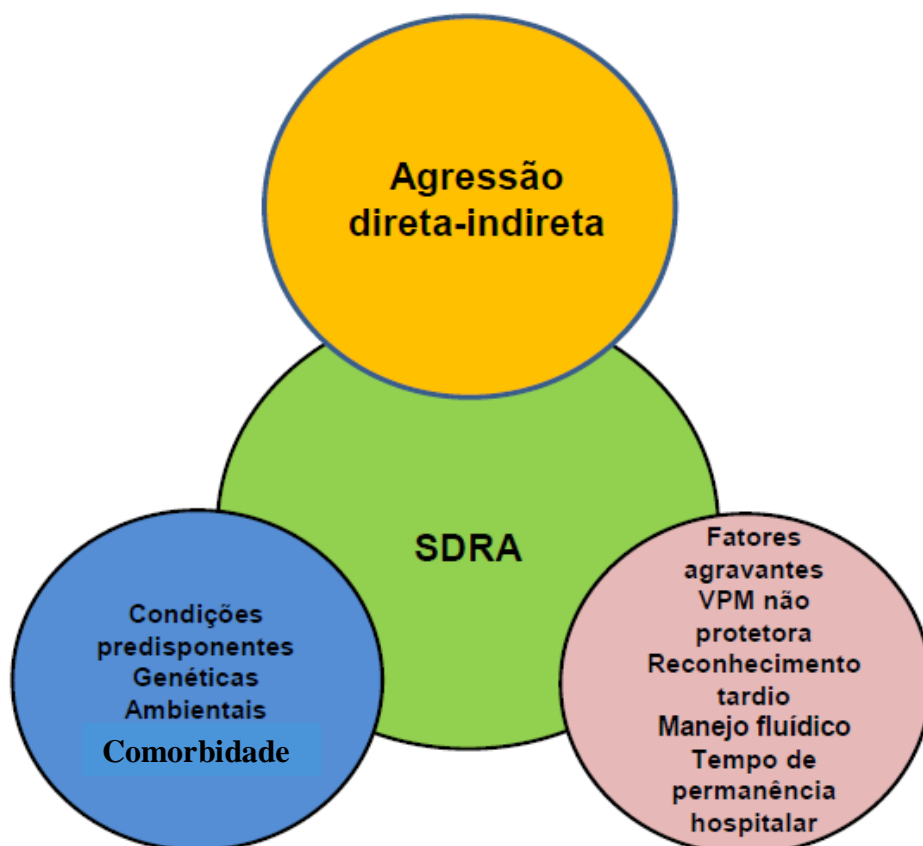 Agressão
direta-indireta
SDRA
Condições
predisponentes
Genéticas
Ambientais
Comorbidade
Fatores
agravantes
VPM não
protetora
Reconhecimento
tardio
Manejo fluídico
Tempo de
permanência
hospitalar